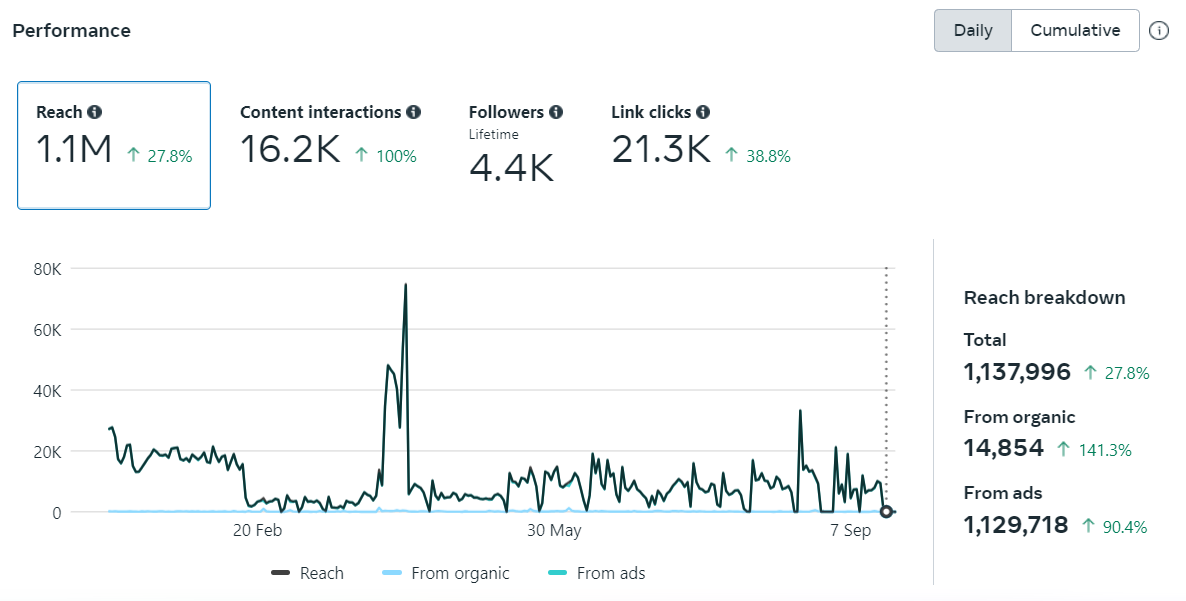 Performance
Daily Cumulative
Reach
1.1M ↑ 27.8%
Content interactions
16.2K ↑ 100%
Followers
Lifetime
4.4K
Link clicks
21.3K ↑ 38.8%
80K
60K
40K
20K
0
20 Feb 30 May 7 Sep
Reach From organic From ads
Reach breakdown
Total
1,137,996 ↑ 27.8%
From organic
14,854 ↑ 141.3%
From ads
1,129,718 ↑ 90.4%